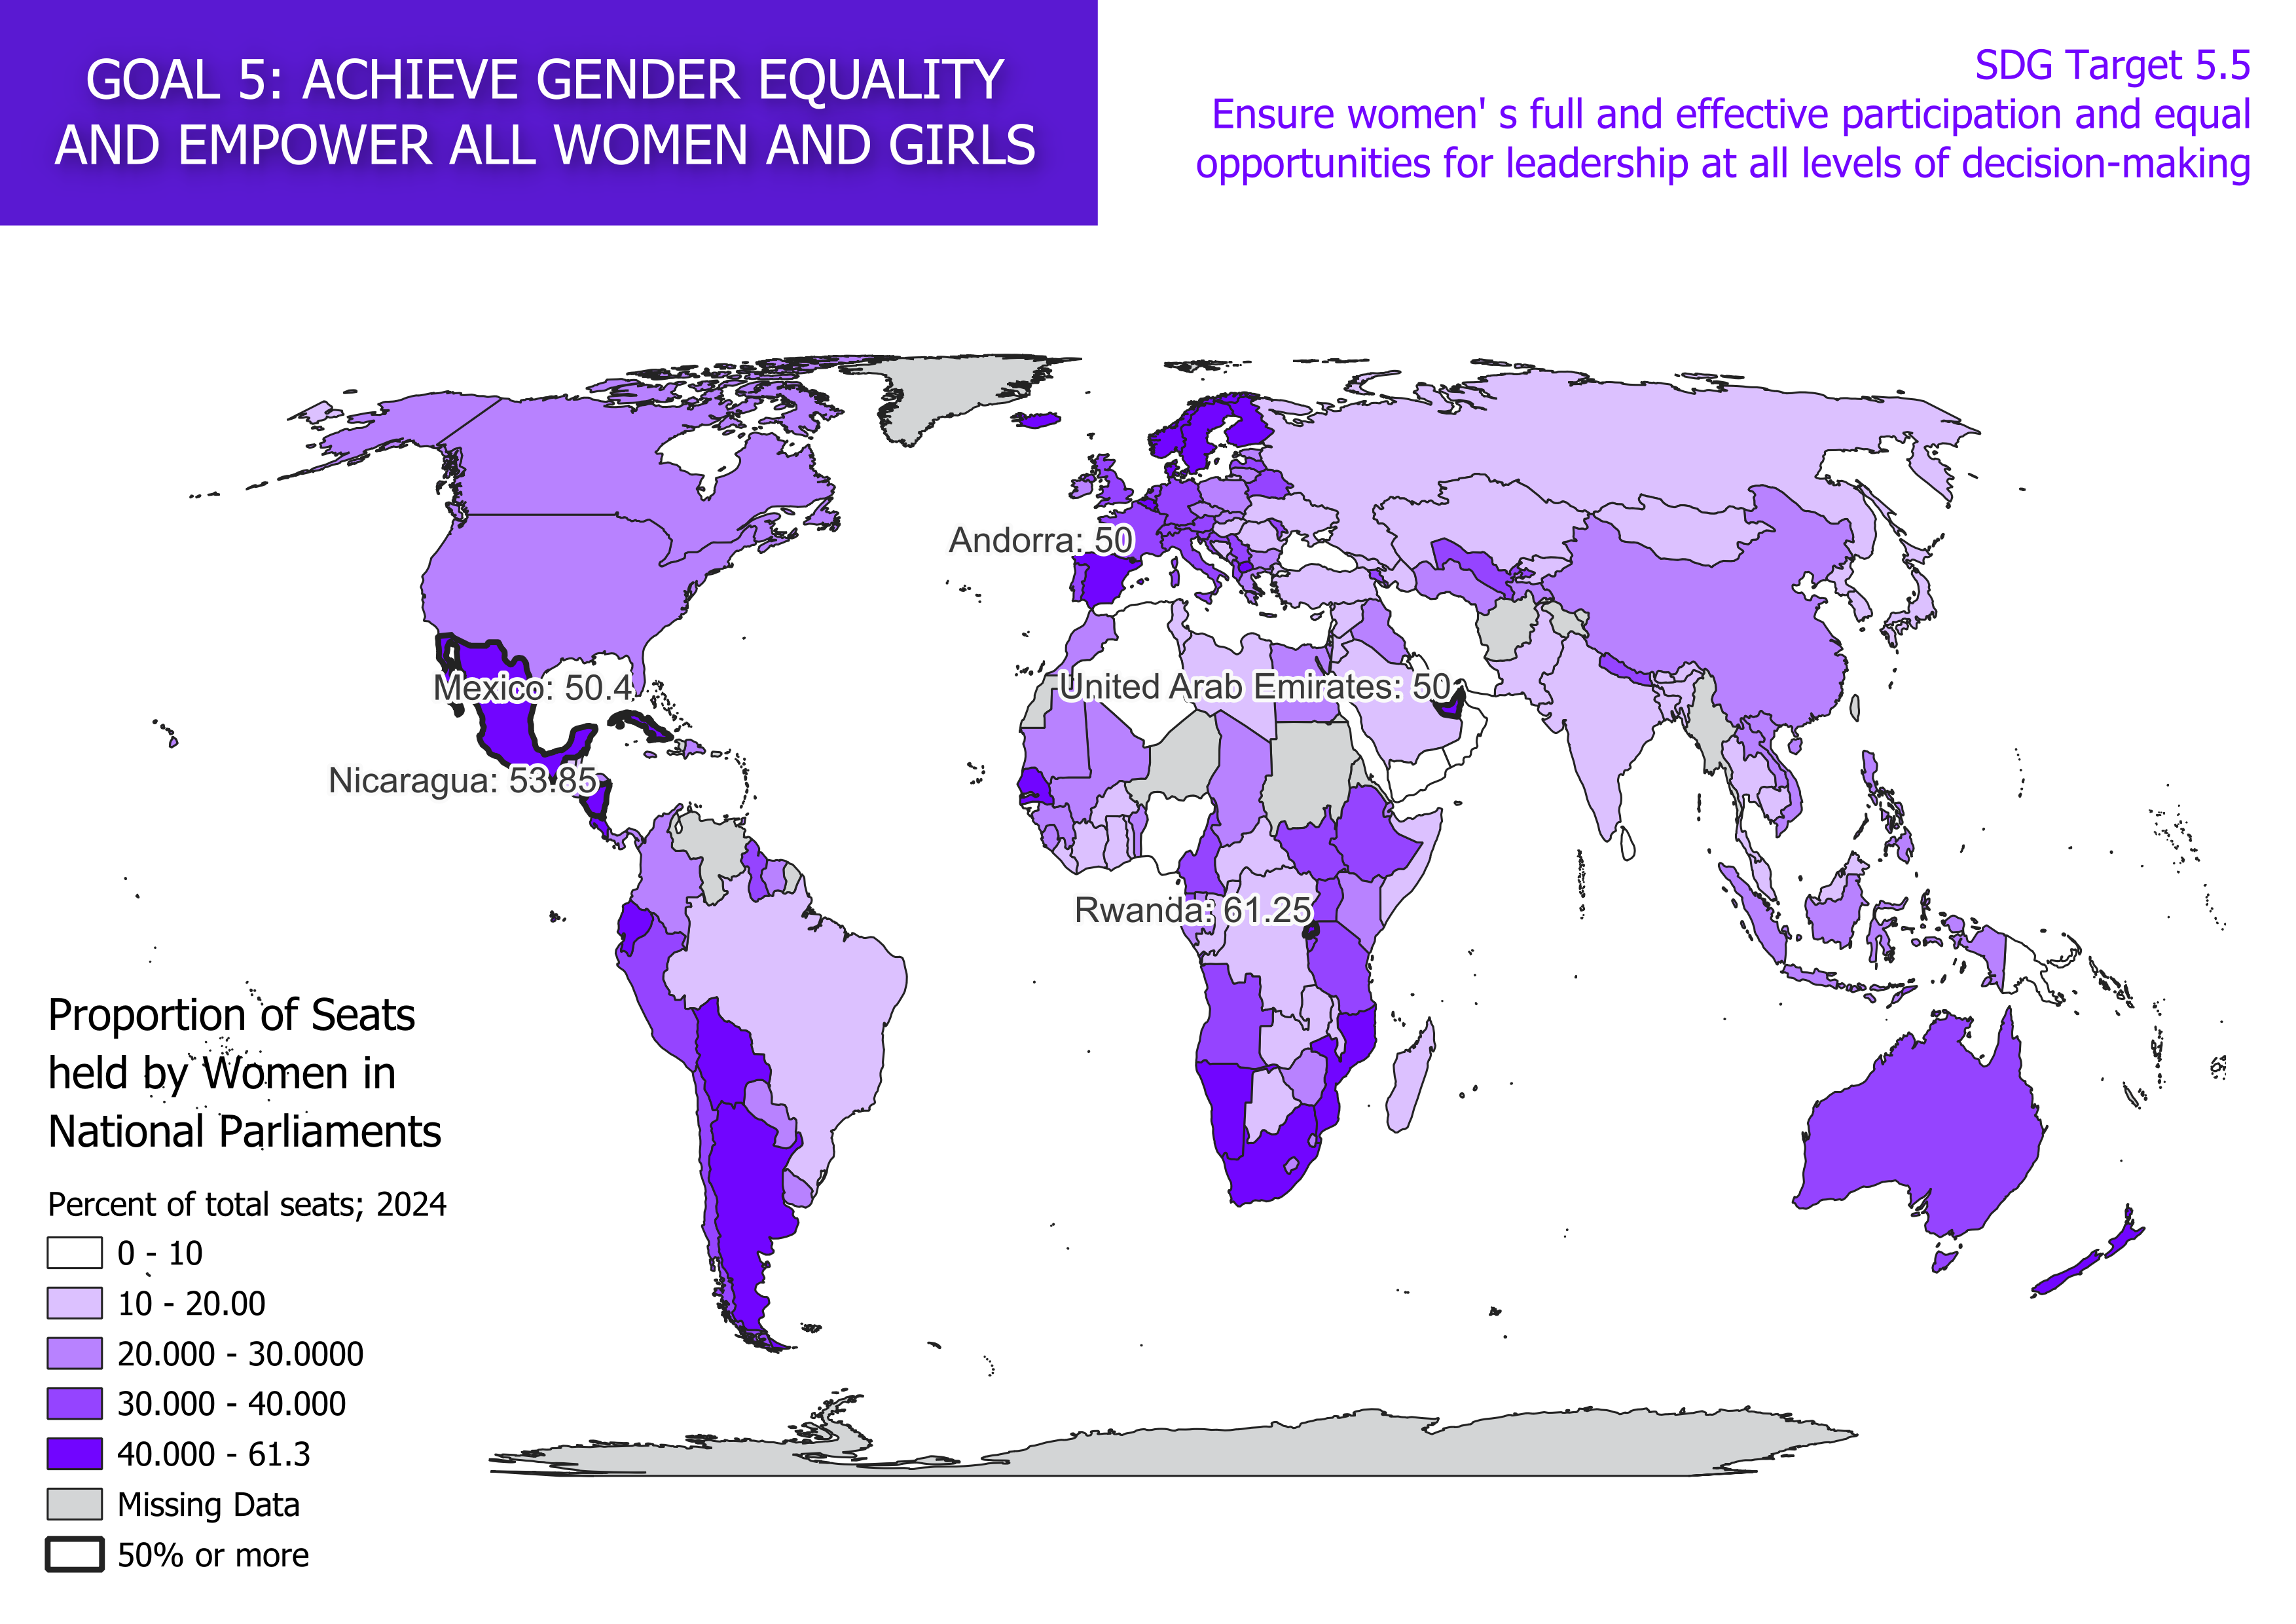 GOAL 5: ACHIEVE GENDER EQUALITY
AND EMPOWER ALL WOMEN AND GIRLS
SDG Target 5.5
Ensure women' s full and effective participation and equal
opportunities for leadership at all levels of decision-making
Andorra: 50
Mexico: 50.4
United Arab Emirates: 50
Nicaragua: 53.85
Rwanda: 61.25
Proportion of Seats
held by Women in
National Parliaments
Percent of total seats; 2024
0 - 10
10 - 20.00
20.000 - 30.0000
30.000 - 40.000
40.000 - 61.3
Missing Data
50% or more